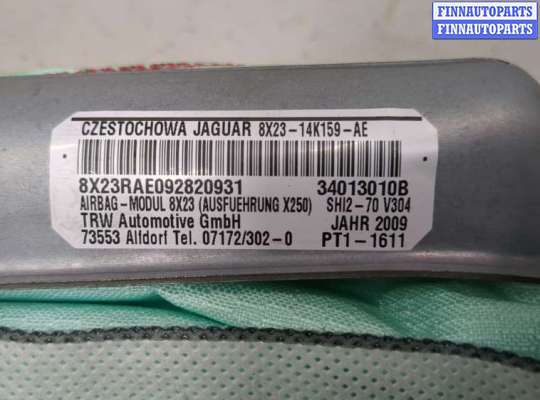 FINNAUTOPARTS
FINNAUTOPARTS
CZESTOCHOWA JAGUAR 8X23-14K159-AE
8X23RAE092820931 34013010B
AIRBAG-MODUL 8X23 (AUSFUEHRUNG X250) SHI2-70 V304
TRW Automotive GmbH JAHR 2009
73553 Alfdorf Tel. 07172/302-0 PT1-1611